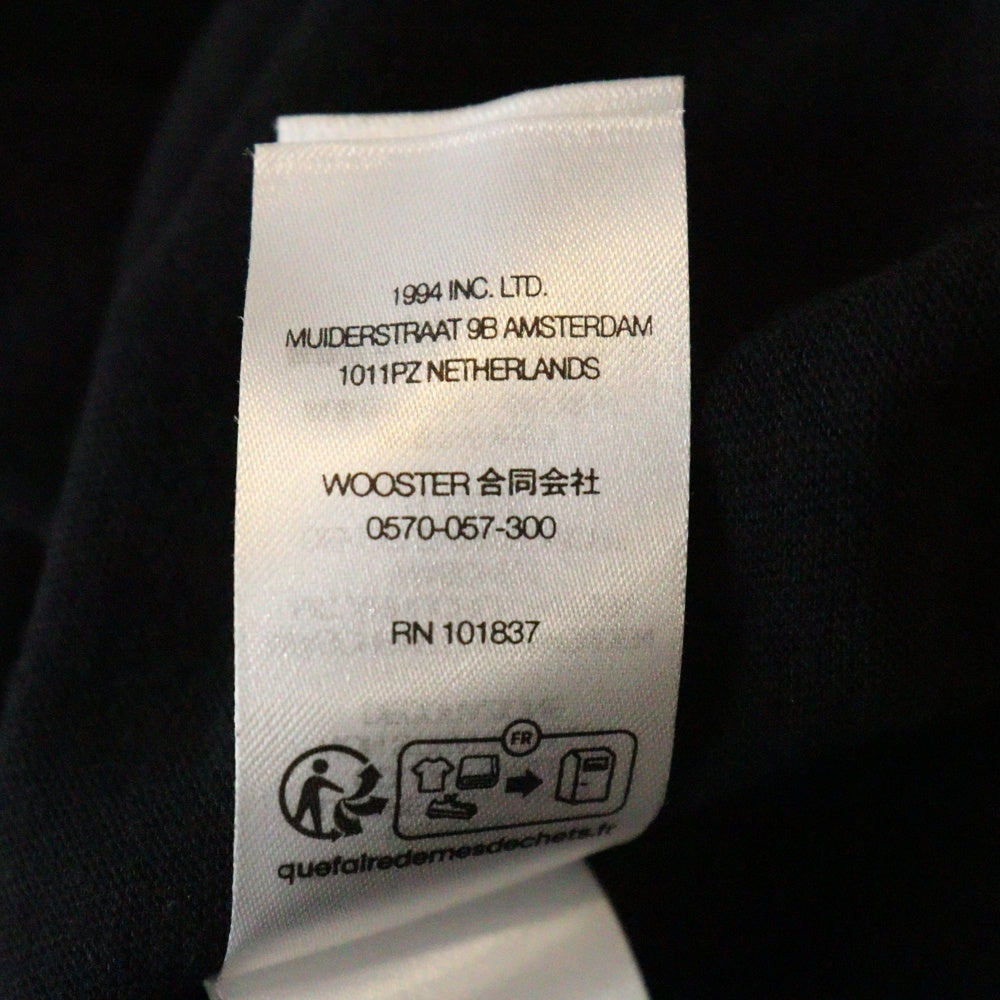 1994 INC. LTD.
MUIDERSTRAAT 9B AMSTERDAM
1011PZ NETHERLANDS
WOOSTER 合同会社
0570-057-300
RN 101837
FR
quefairedemesdechets.fr